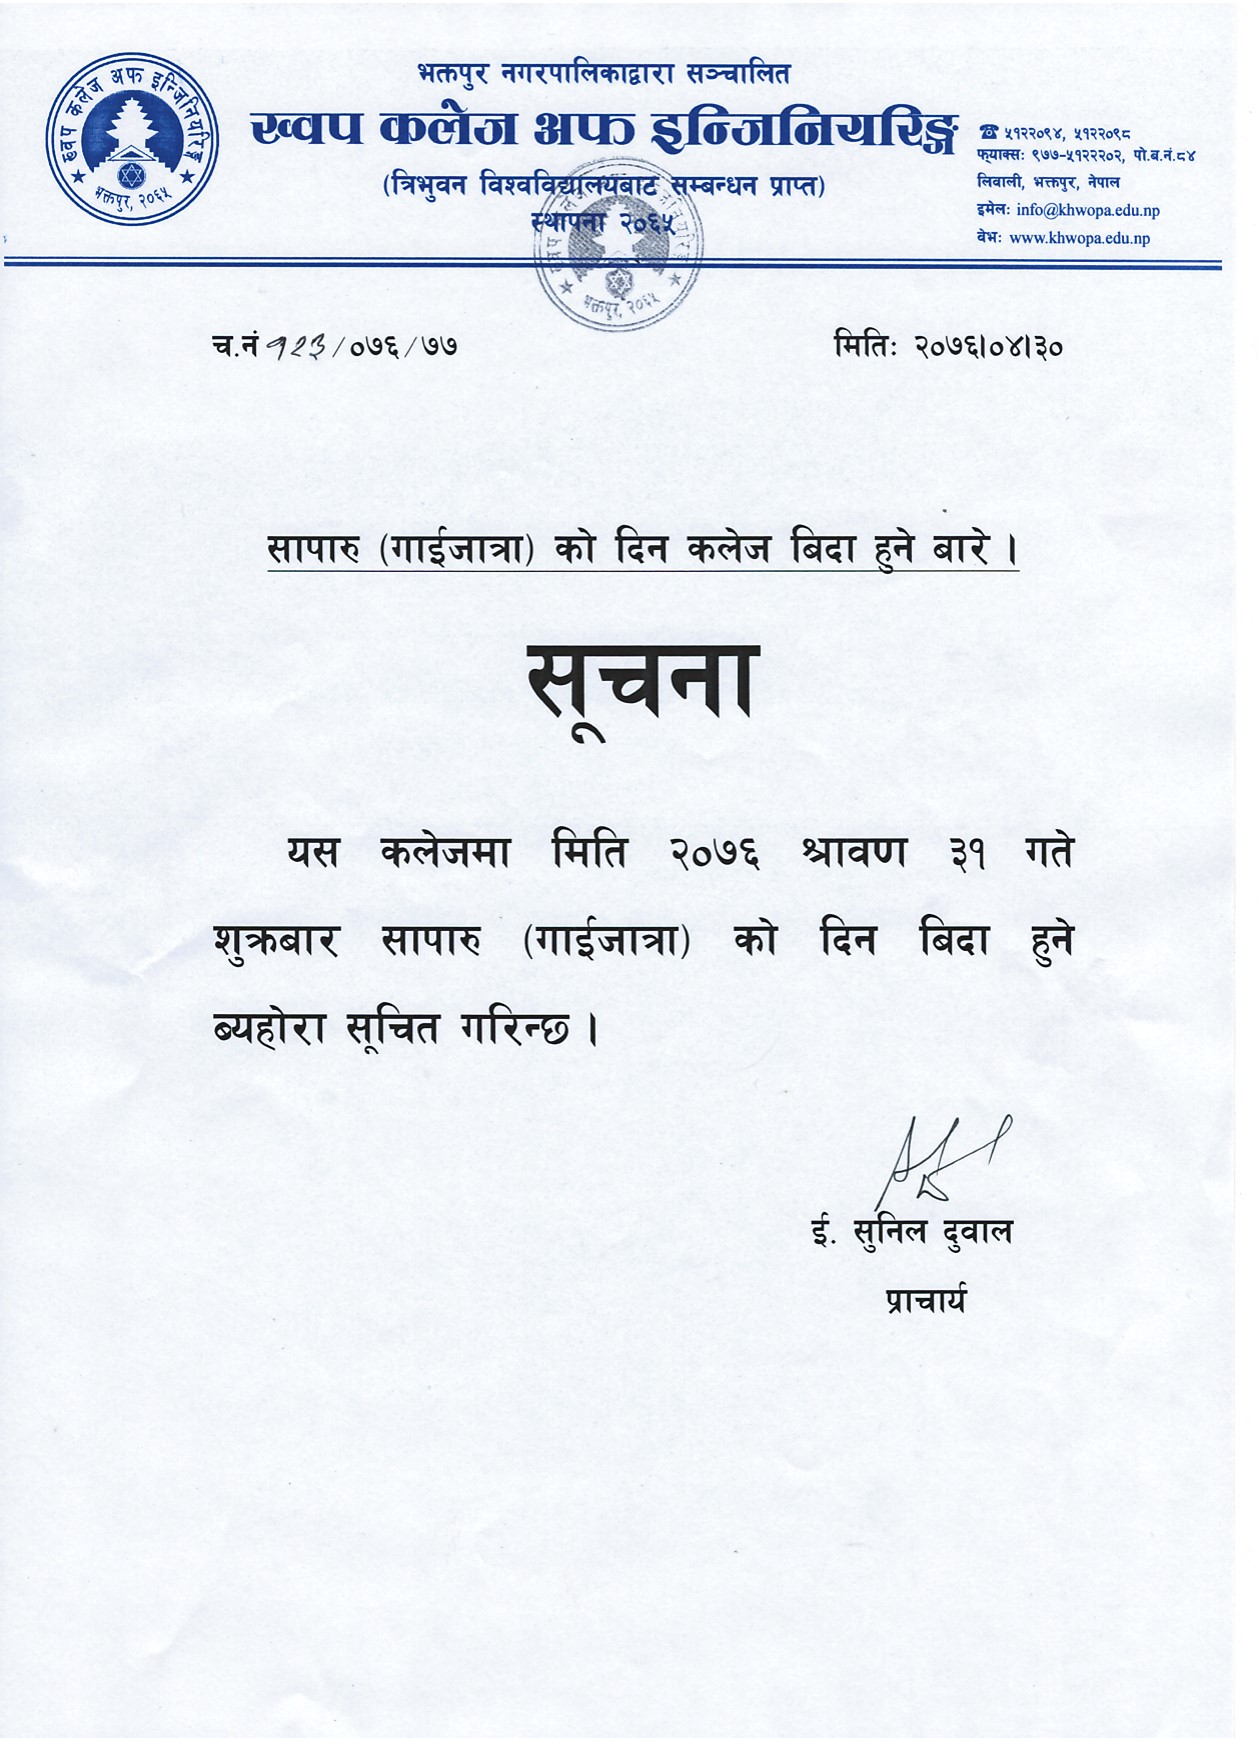 ख्वप कलेज अफ इन्जिनियरिङ्ग
भक्तपुर, २०६५
भक्तपुर नगरपालिकाद्वारा सञ्चालित
ख्वप कलेज अफ इन्जिनियरिङ्ग
(त्रिभुवन विश्वविद्यालयबाट सम्बन्धन प्राप्त)
स्थापना २०६५
☎ ५१२२०९४, ५१२२०९८
फ्याक्सः ९७७-५१२२२०२, पो.ब.नं.८४
लिवाली, भक्तपुर, नेपाल
इमेलः info@khwopa.edu.np
वेभः www.khwopa.edu.np
भक्तपुर, २०६५
च.नं १२३/०७६/७७
मितिः २०७६।०४।३०
सापारु (गाईजात्रा) को दिन कलेज बिदा हुने बारे ।
सूचना
यस कलेजमा मिति २०७६ श्रावण ३१ गते
शुक्रबार सापारु (गाईजात्रा) को दिन बिदा हुने
ब्यहोरा सूचित गरिन्छ ।
ई. सुनिल दुवाल
प्राचार्य